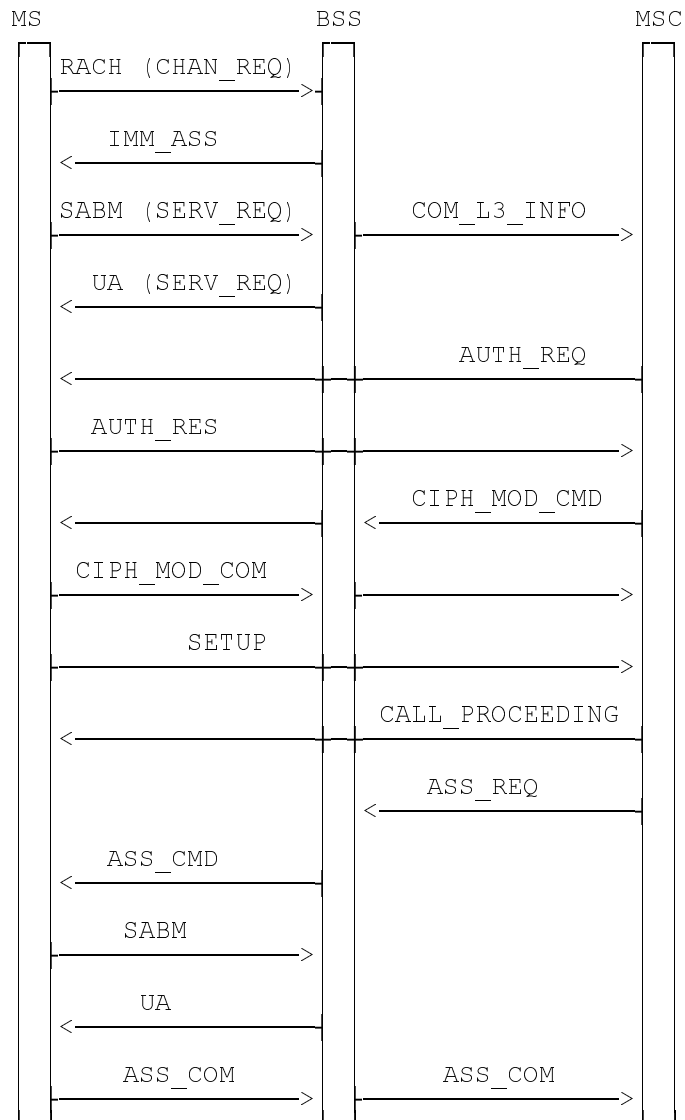 MS BSS MSC
RACH (CHAN_REQ)
IMM_ASS
SABM (SERV_REQ) COM_L3_INFO
UA (SERV_REQ)
AUTH_REQ
AUTH_RES
CIPH_MOD_CMD
CIPH_MOD_COM
SETUP
CALL_PROCEEDING
ASS_REQ
ASS_CMD
SABM
UA
ASS_COM ASS_COM